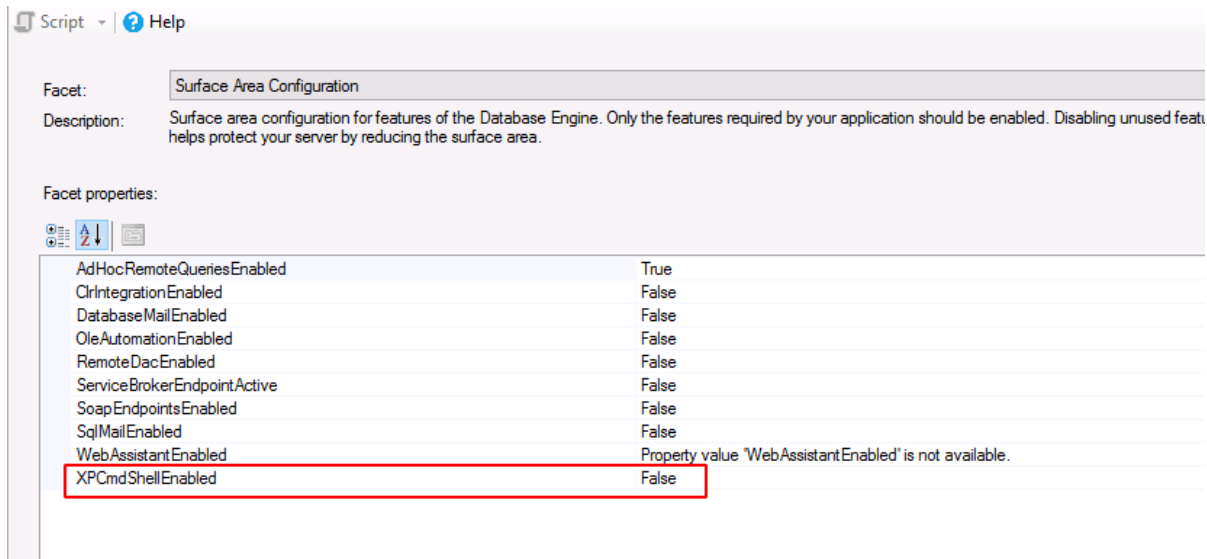 Script Help
Facet: Surface Area Configuration
Description: Surface area configuration for features of the Database Engine. Only the features required by your application should be enabled. Disabling unused
helps protect your server by reducing the surface area.
Facet properties:
AdHocRemoteQueriesEnabled True
ClrIntegrationEnabled False
DatabaseMailEnabled False
OleAutomationEnabled False
RemoteDacEnabled False
ServiceBrokerEndpointActive False
SoapEndpointsEnabled False
SqlMailEnabled False
WebAssistantEnabled Property value 'WebAssistantEnabled' is not available.
XPCmdShellEnabled False